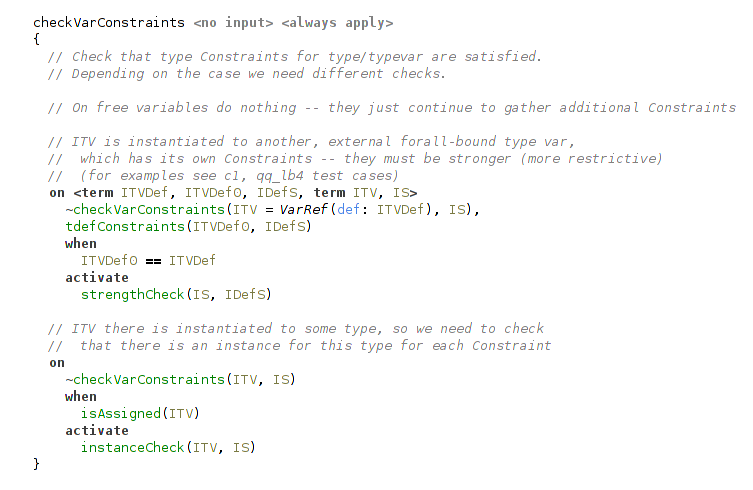 checkVarConstraints <no input> <always apply>
{
// Check that type Constraints for type/typevar are satisfied.
// Depending on the case we need different checks.
// On free variables do nothing -- they just continue to gather additional Constraints
// ITV is instantiated to another, external forall-bound type var,
//  which has its own Constraints -- they must be stronger (more restrictive)
//  (for examples see c1, qq_lb4 test cases)
on <term ITVDef, ITVDefO, IDefS, term ITV, IS>
~checkVarConstraints(ITV = VarRef(def: ITVDef), IS),
tdefConstraints(ITVDefO, IDefS)
when
ITVDefO == ITVDef
activate
strengthCheck(IS, IDefS)
// ITV there is instantiated to some type, so we need to check
//  that there is an instance for this type for each Constraint
on
~checkVarConstraints(ITV, IS)
when
isAssigned(ITV)
activate
instanceCheck(ITV, IS)
}